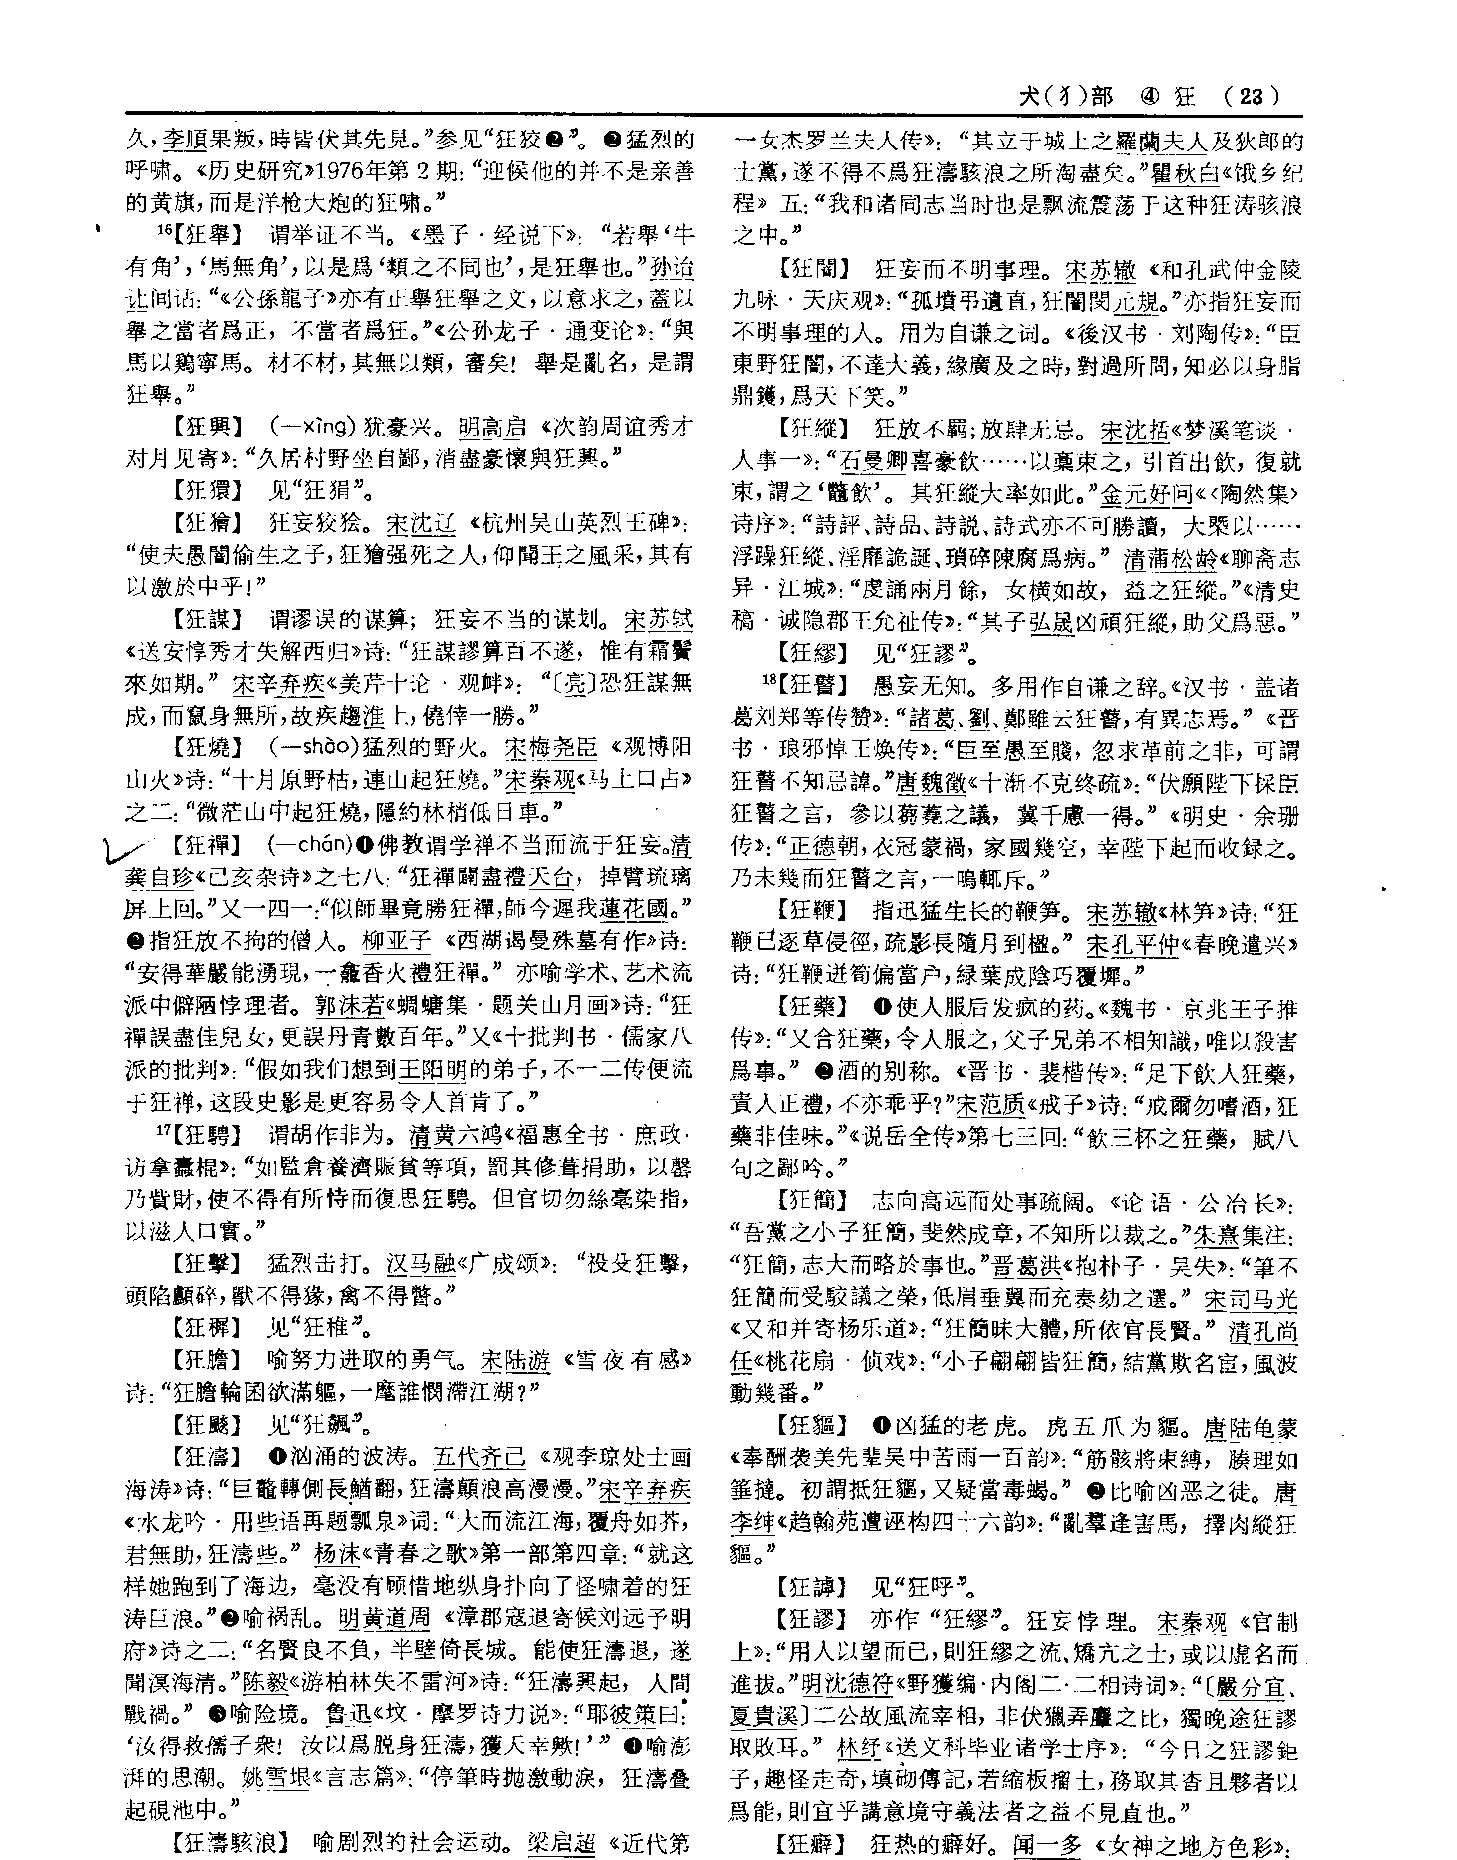 犬(犭)部 ④ 狂 (23)
久，李順果叛，時皆伏其先見。”参见“狂狡❷”。 ❷猛烈的
呼啸。《历史研究》1976年第2期：“迎候他的并不是亲善
的黄旗，而是洋枪大炮的狂啸。”
16【狂舉】 谓举证不当。《墨子·经说下》：“若舉‘牛
有角’，‘馬無角’，以是爲‘類之不同也’，是狂舉也。”孙诒
让间诂：“《公孫龍子》亦有正舉狂舉之文，以意求之，蓋以
舉之當者爲正，不當者爲狂。”《公孙龙子·通变论》：“與
馬以鷄寧馬。材不材，其無以類，審矣！舉是亂名，是謂
狂舉。”
【狂興】 (—xìng)犹豪兴。明高启《次韵周谊秀才
对月见寄》：“久居村野坐自鄙，消盡豪懷與狂興。”
【狂獧】 见“狂狷”。
【狂獪】 狂妄狡狯。宋沈辽《杭州吴山英烈王碑》：
“使夫愚闇偷生之子，狂獪强死之人，仰聞王之風采，其有
以激於中乎！”
【狂謀】 谓谬误的谋算；狂妄不当的谋划。宋苏轼
《送安惇秀才失解西归》诗：“狂謀謬算百不遂，惟有霜鬢
來如期。”宋辛弃疾《美芹十论·观衅》：“〔亮〕恐狂謀無
成，而竄身無所，故疾趨淮上，僥倖一勝。”
【狂燒】 (—shào)猛烈的野火。宋梅尧臣《观博阳
山火》诗：“十月原野枯，連山起狂燒。”宋秦观《马上口占》
之二：“微茫山中起狂燒，隱約林梢低日車。”
【狂禪】 (—chán)❶佛教谓学禅不当而流于狂妄。清
龚自珍《己亥杂诗》之七八：“狂禪闢盡禮天台，掉臂琉璃
屏上回。”又一四一：“似師畢竟勝狂禪，師今遲我蓮花國。”
❷指狂放不拘的僧人。柳亚子《西湖谒曼殊墓有作》诗：
“安得華嚴能湧現，一龕香火禮狂禪。”亦喻学术、艺术流
派中僻陋悖理者。郭沫若《蜩螗集·题关山月画》诗：“狂
禪誤盡佳兒女，更誤丹青數百年。”又《十批判书·儒家八
派的批判》：“假如我们想到王阳明的弟子，不一二传便流
于狂禅，这段史影是更容易令人首肯了。”
17【狂騁】 谓胡作非为。清黄六鸿《福惠全书·庶政·
访拿蠹棍》：“如監倉養濟賑貧等項，罰其修葺捐助，以罄
乃貲財，使不得有所恃而復思狂騁。但官切勿絲毫染指，
以滋人口實。”
【狂擊】 猛烈击打。汉马融《广成颂》：“祋殳狂擊，
頭陷顱碎，獸不得猭，禽不得瞥。”
【狂穉】 见“狂稚”。
【狂膽】 喻努力进取的勇气。宋陆游《雪夜有感》
诗：“狂膽輪囷欲滿軀，一麾誰憫滯江湖？”
【狂颷】 见“狂飆”。
【狂濤】 ❶汹涌的波涛。五代齐己《观李琼处士画
海涛》诗：“巨鼇轉側長鰌翻，狂濤顛浪高漫漫。”宋辛弃疾
《水龙吟·用些语再题瓢泉》词：“大而流江海，覆舟如芥，
君無助，狂濤些。”杨沫《青春之歌》第一部第四章：“就这
样她跑到了海边，毫没有顾惜地纵身扑向了怪啸着的狂
涛巨浪。”❷喻祸乱。明黄道周《漳郡寇退寄候刘远予明
府》诗之二：“名賢良不負，半壁倚長城。能使狂濤退，遂
聞溟海清。”陈毅《游柏林失不雷河》诗：“狂濤興起，人間
戰禍。”❸喻险境。鲁迅《坟·摩罗诗力说》：“耶彼第曰：
‘汝得救孺子衆！汝以爲脱身狂濤，獲天幸歟！’”❹喻澎
湃的思潮。姚雪垠《言志篇》：“停筆時抛激動淚，狂濤叠
起硯池中。”
【狂濤駭浪】 喻剧烈的社会运动。梁启超《近代第
一女杰罗兰夫人传》：“其立于城上之羅蘭夫人及狄郎的
士黨，遂不得不爲狂濤駭浪之所淘盡矣。”瞿秋白《饿乡纪
程》五：“我和诸同志当时也是飘流震荡于这种狂涛骇浪
之中。”
【狂闇】 狂妄而不明事理。宋苏辙《和孔武仲金陵
九咏·天庆观》：“孤墳弔遺直，狂闇閔元規。”亦指狂妄而
不明事理的人。用为自谦之词。《後汉书·刘陶传》：“臣
東野狂闇，不達大義，緣廣及之時，對過所問，知必以身脂
鼎鑊，爲天下笑。”
【狂縱】 狂放不羁；放肆无忌。宋沈括《梦溪笔谈·
人事一》：“石曼卿喜豪飲……以藁束之，引首出飲，復就
束，謂之‘鼈飲’。其狂縱大率如此。”金元好问《〈陶然集〉
诗序》：“詩評、詩品、詩説、詩式亦不可勝讀，大槩以……
浮躁狂縱、淫靡詭誕、瑣碎陳腐爲病。”清蒲松龄《聊斋志
异·江城》：“虔誦兩月餘，女橫如故，益之狂縱。”《清史
稿·诚隐郡王允祉传》：“其子弘晟凶頑狂縱，助父爲惡。”
【狂繆】 见“狂謬”。
18【狂瞽】 愚妄无知。多用作自谦之辞。《汉书·盖诸
葛刘郑等传赞》：“諸葛、劉、鄭雖云狂瞽，有異志焉。”《晋
书·琅邪悼王焕传》：“臣至愚至賤，忽求革前之非，可謂
狂瞽不知忌諱。”唐魏徵《十渐不克终疏》：“伏願陛下採臣
狂瞽之言，參以蒭蕘之議，冀千慮一得。”《明史·余珊
传》：“正德朝，衣冠蒙禍，家國幾空，幸陛下起而收録之。
乃未幾而狂瞽之言，一鳴輒斥。”
【狂鞭】 指迅猛生长的鞭笋。宋苏辙《林笋》诗：“狂
鞭已逐草侵徑，疏影長隨月到楹。”宋孔平仲《春晚遣兴》
诗：“狂鞭迸筍偏當户，緑葉成陰巧覆墀。”
【狂藥】 ❶使人服后发疯的药。《魏书·京兆王子推
传》：“又合狂藥，令人服之，父子兄弟不相知識，唯以殺害
爲事。”❷酒的别称。《晋书·裴楷传》：“足下飲人狂藥，
責人正禮，不亦乖乎？”宋范质《戒子》诗：“戒爾勿嗜酒，狂
藥非佳味。”《说岳全传》第七三回：“飲三杯之狂藥，賦八
句之鄙吟。”
【狂簡】 志向高远而处事疏阔。《论语·公冶长》：
“吾黨之小子狂簡，斐然成章，不知所以裁之。”朱熹集注：
“狂簡，志大而略於事也。”晋葛洪《抱朴子·吴失》：“筆不
狂簡而受駮議之榮，低眉垂翼而充奏劾之選。”宋司马光
《又和并寄杨乐道》：“狂簡昧大體，所依官長賢。”清孔尚
任《桃花扇·侦戏》：“小子翩翩皆狂簡，結黨欺名宦，風波
動幾番。”
【狂貙】 ❶凶猛的老虎。虎五爪为貙。唐陆龟蒙
《奉酬袭美先辈吴中苦雨一百韵》：“筋骸將束縛，腠理如
箠撻。初謂抵狂貙，又疑當毒蝎。”❷比喻凶恶之徒。唐
李绅《趋翰苑遭诬构四十六韵》：“亂羣逢害馬，擇肉縱狂
貙。”
【狂謼】 见“狂呼”。
【狂謬】 亦作“狂繆”。狂妄悖理。宋秦观《官制
上》：“用人以望而已，則狂繆之流、矯亢之士，或以虛名而
進拔。”明沈德符《野獲编·内阁二·二相诗词》：“〔嚴分宜、
夏貴溪〕二公故風流宰相，非伏獵弄麞之比，獨晚途狂謬
取敗耳。”林纾《送文科毕业诸学士序》：“今日之狂謬鉅
子，趨怪走奇，填砌傳記，若縮板擂土，務取其沓且夥者以
爲能，則宜乎講意境守義法者之益不見直也。”
【狂癖】 狂热的癖好。闻一多《女神之地方色彩》：